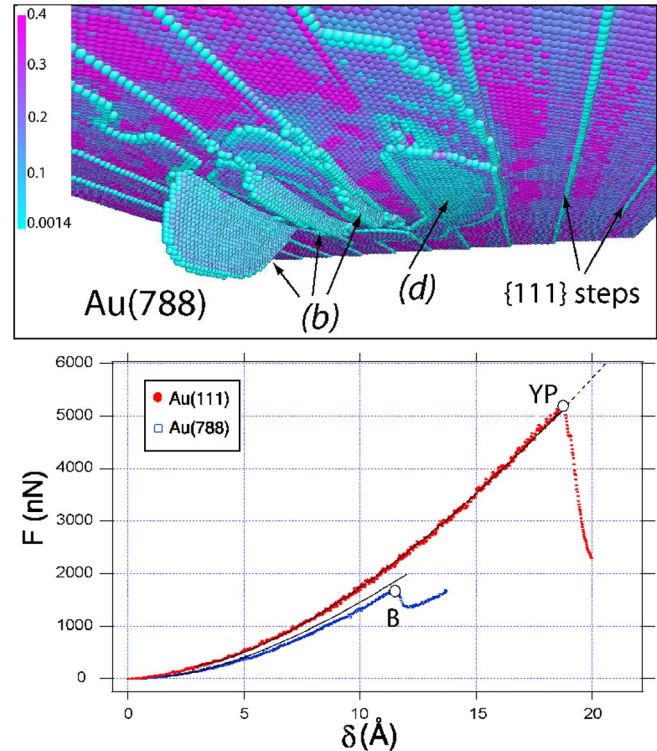 0.4
0.3
0.2
0.1
0.0014
Au(788)
(b)
(d)
{111} steps
6000
5000
4000
3000
2000
1000
0
F (nN)
Au(111)
Au(788)
YP
B
0
5
10
15
20
δ(Å)